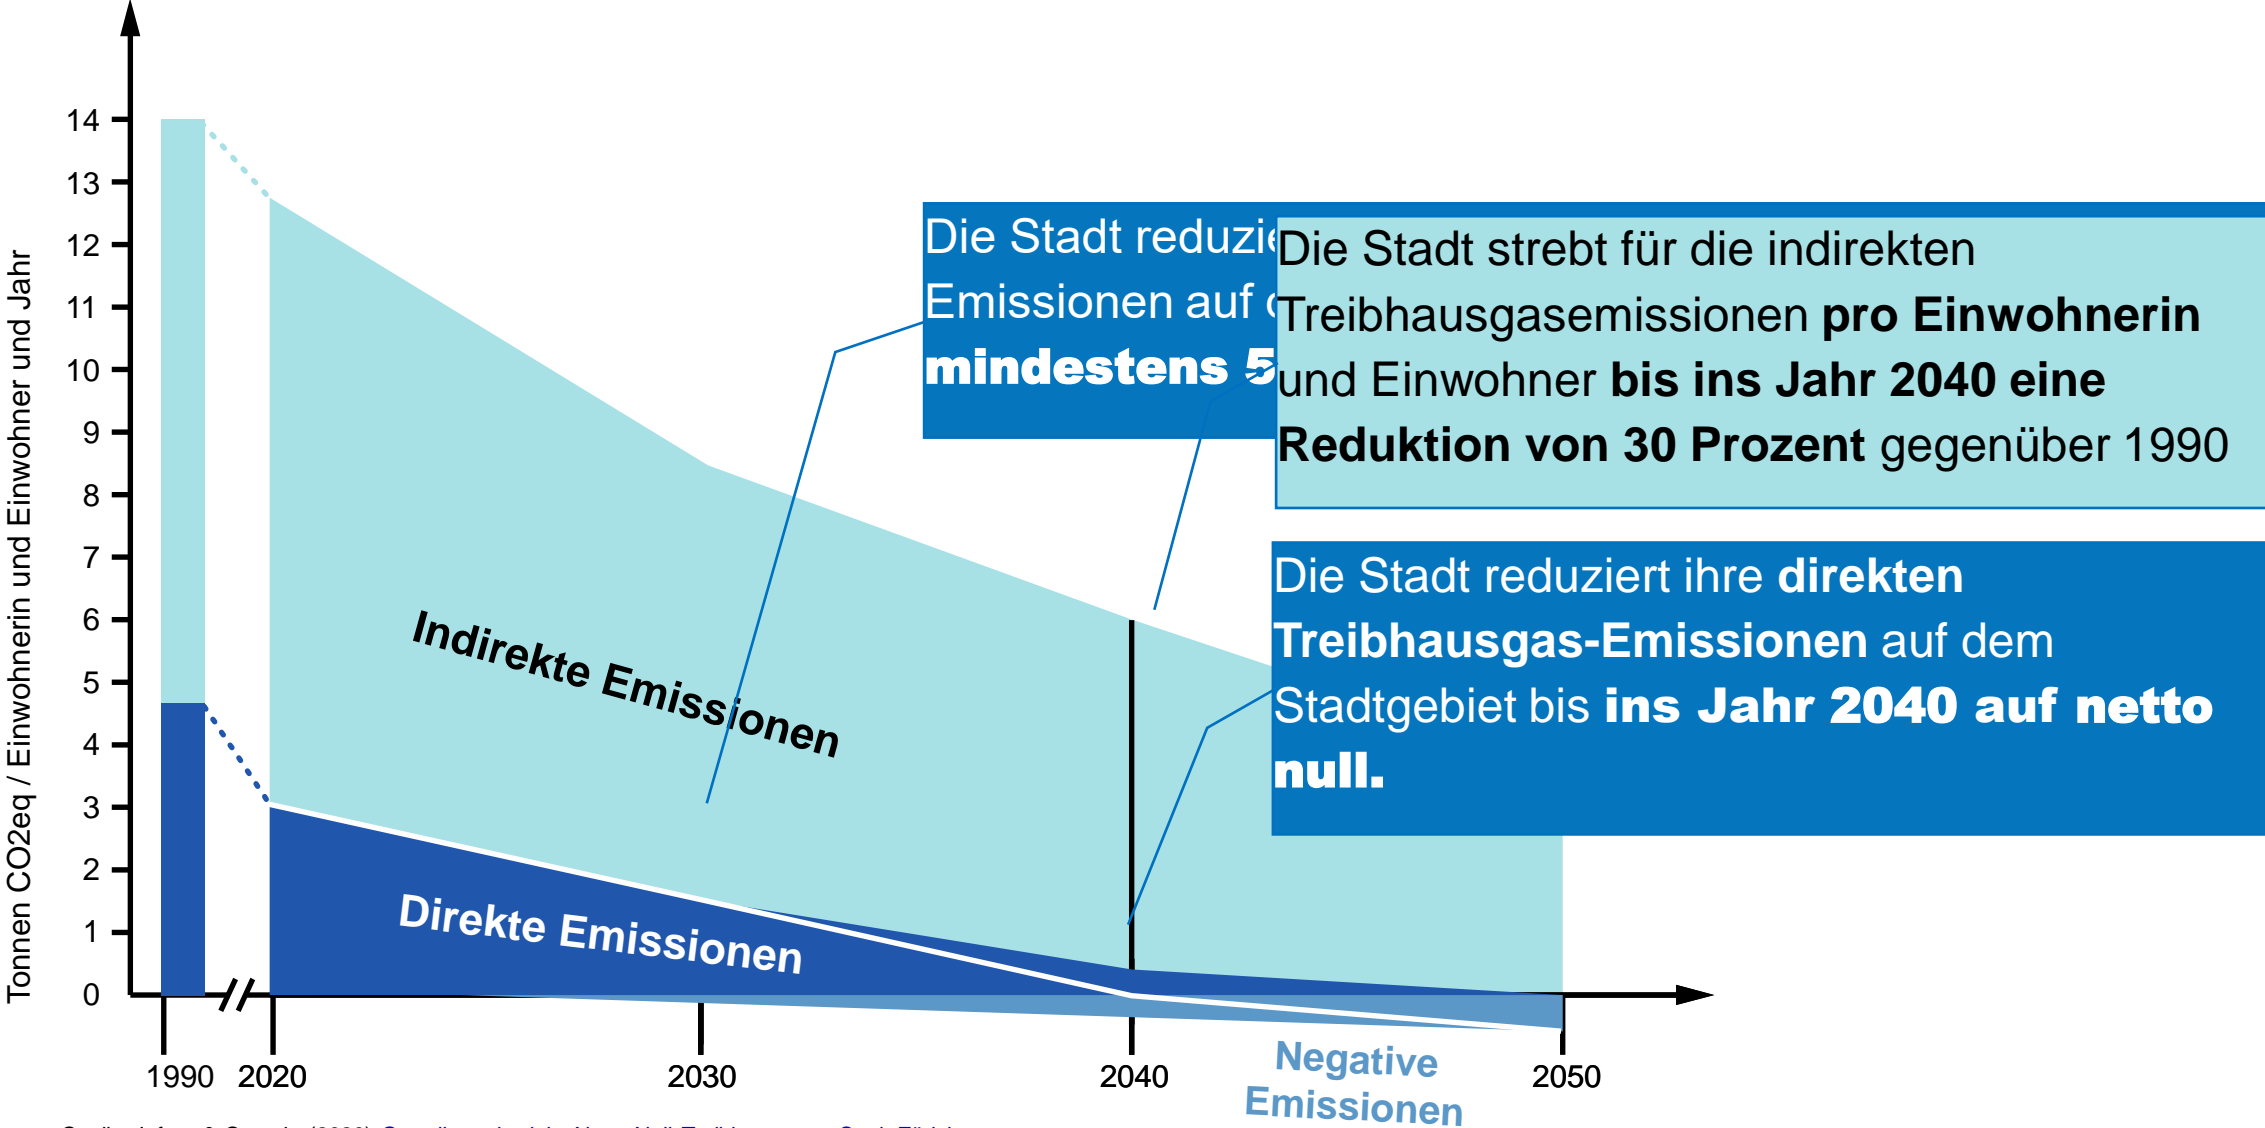 Tonnen CO2eq / Einwohnerin und Einwohner und Jahr
14
13
12
11
10
9
8
7
6
5
4
3
2
1
0
1990 2020 2030 2040 2050
Die Stadt
Emissionen auf
mindestens 5
Die Stadt strebt für die indirekten
Treibhausgasemissionen pro Einwohnerin
und Einwohner bis ins Jahr 2040 eine
Reduktion von 30 Prozent gegenüber 1990
Die Stadt reduziert ihre direkten
Treibhausgas-Emissionen auf dem
Stadtgebiet bis ins Jahr 2040 auf netto
null.
Indirekte Emissionen
Direkte Emissionen
Negative
Emissionen